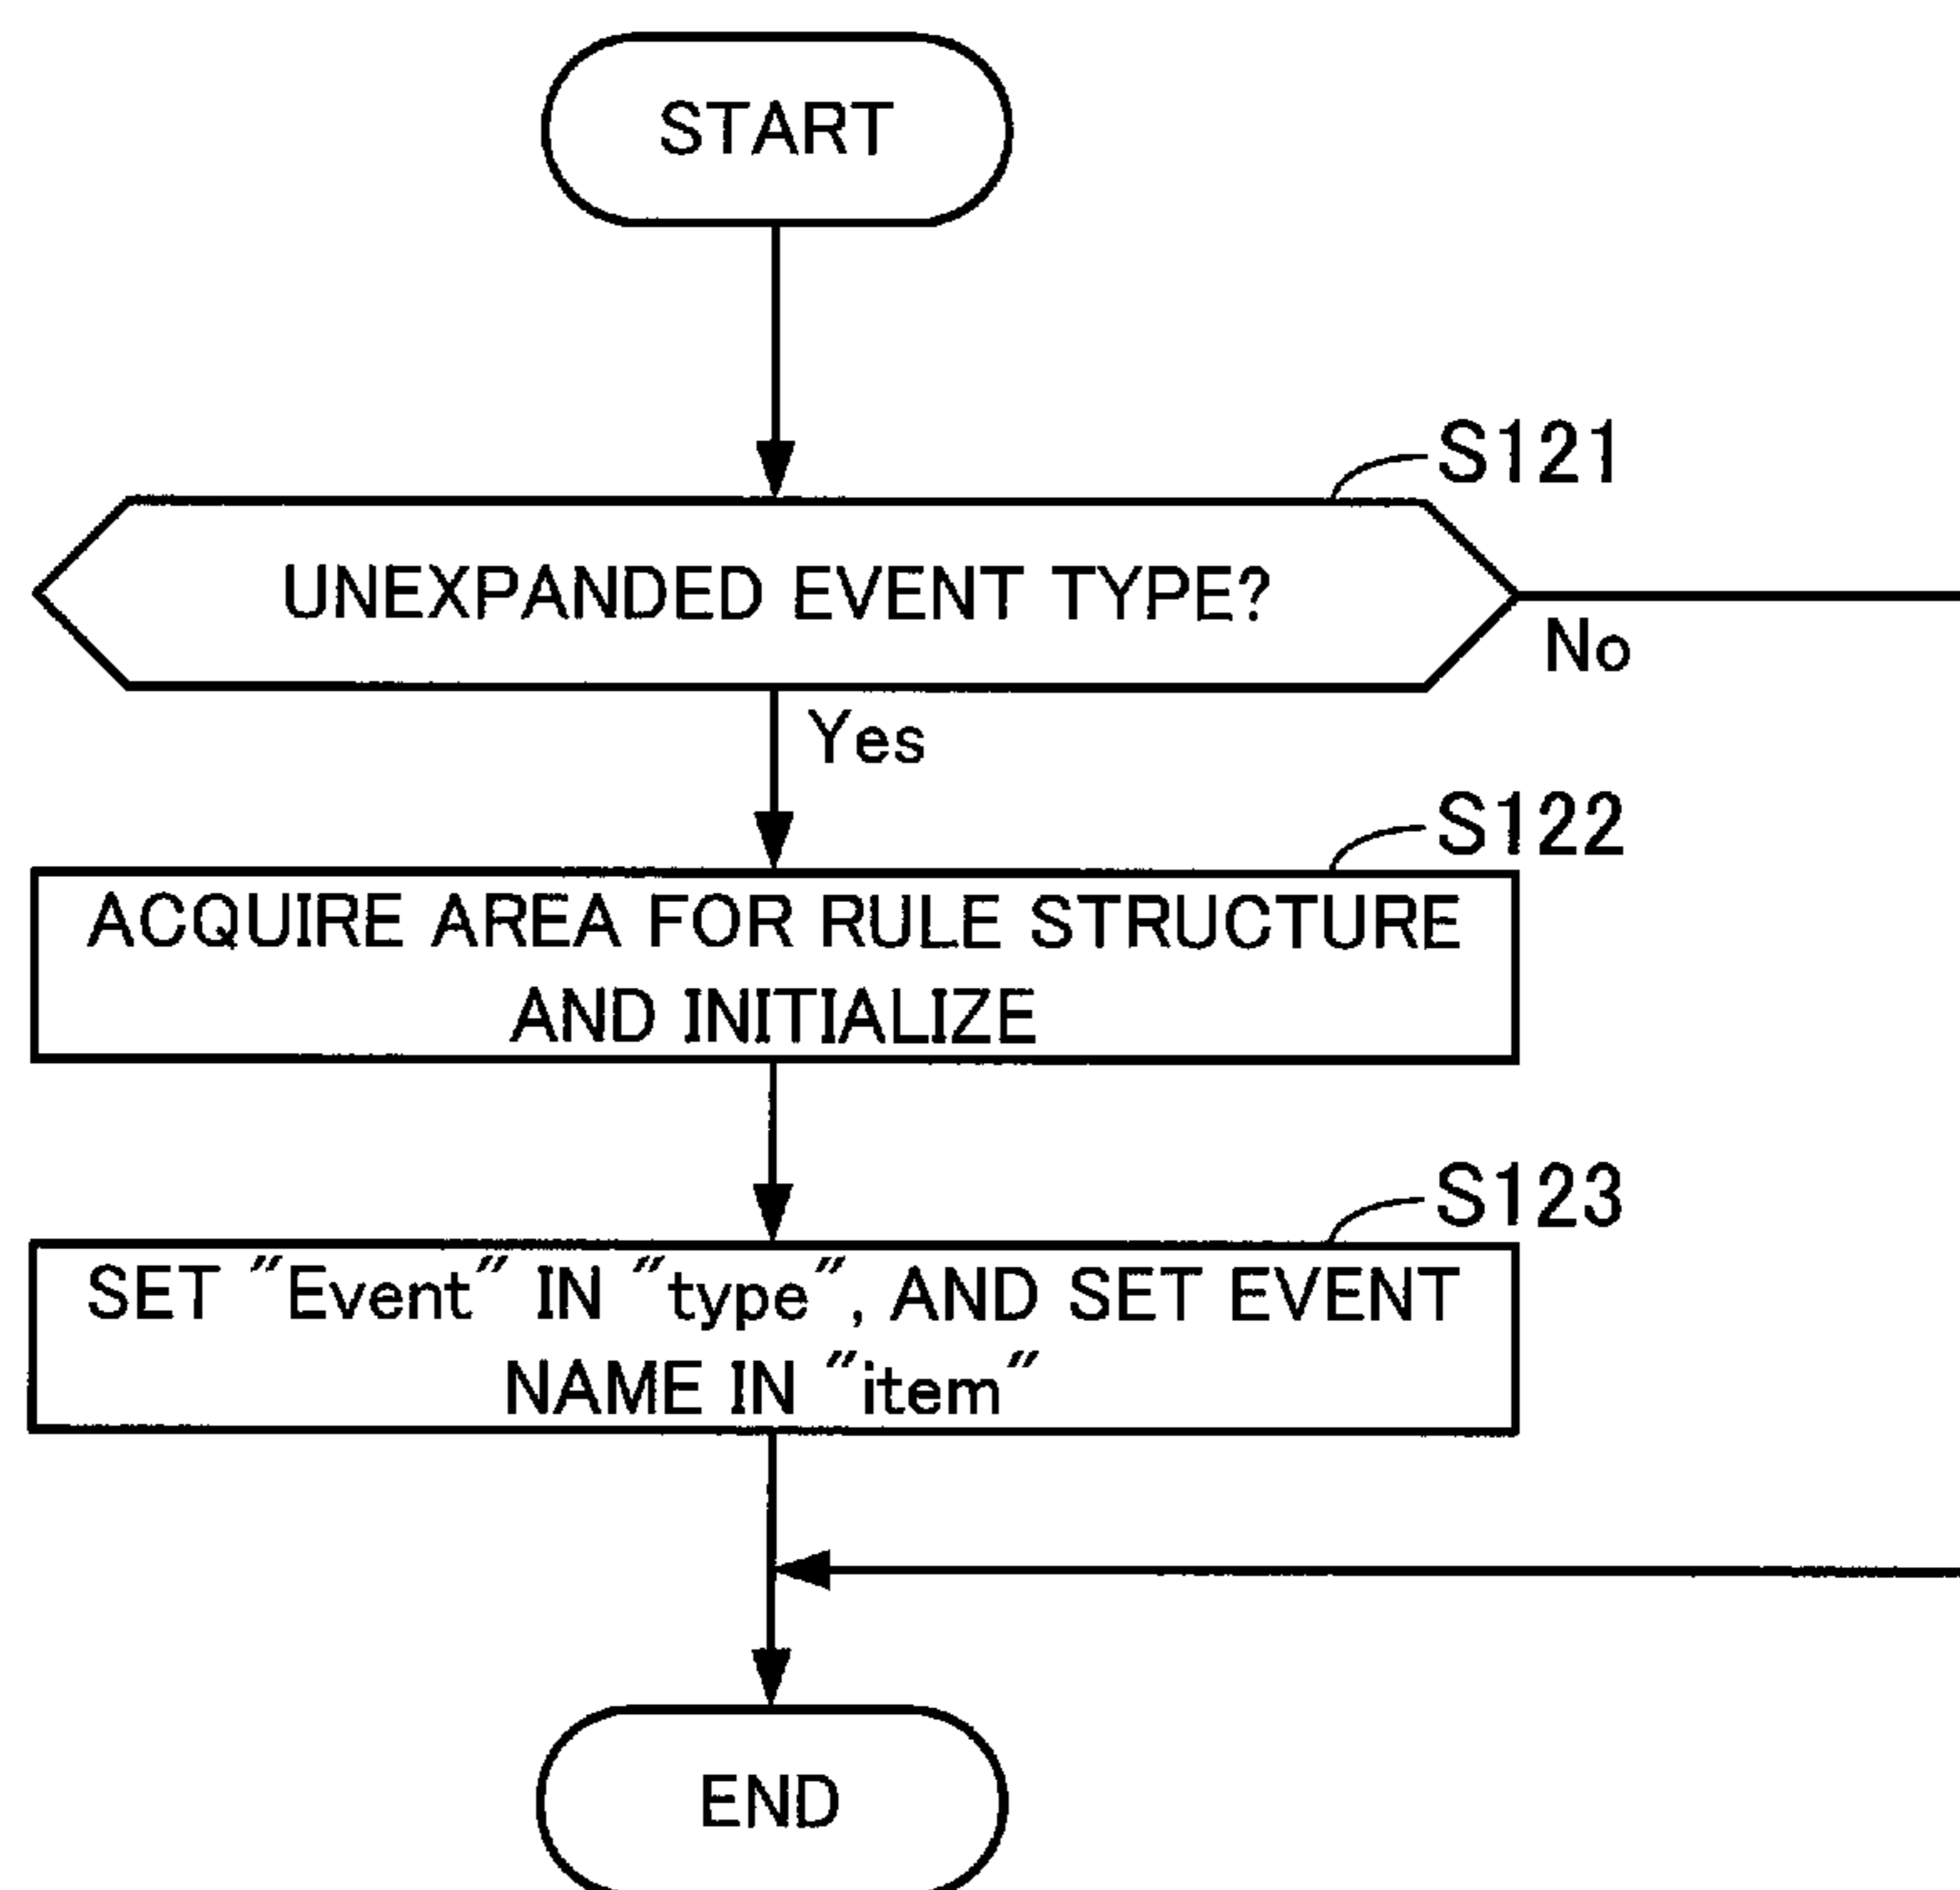 START
S121
UNEXPANDED EVENT TYPE?
No
Yes
S122
ACQUIRE AREA FOR RULE STRUCTURE
AND INITIALIZE
S123
SET "Event" IN "type", AND SET EVENT
NAME IN "item"
END